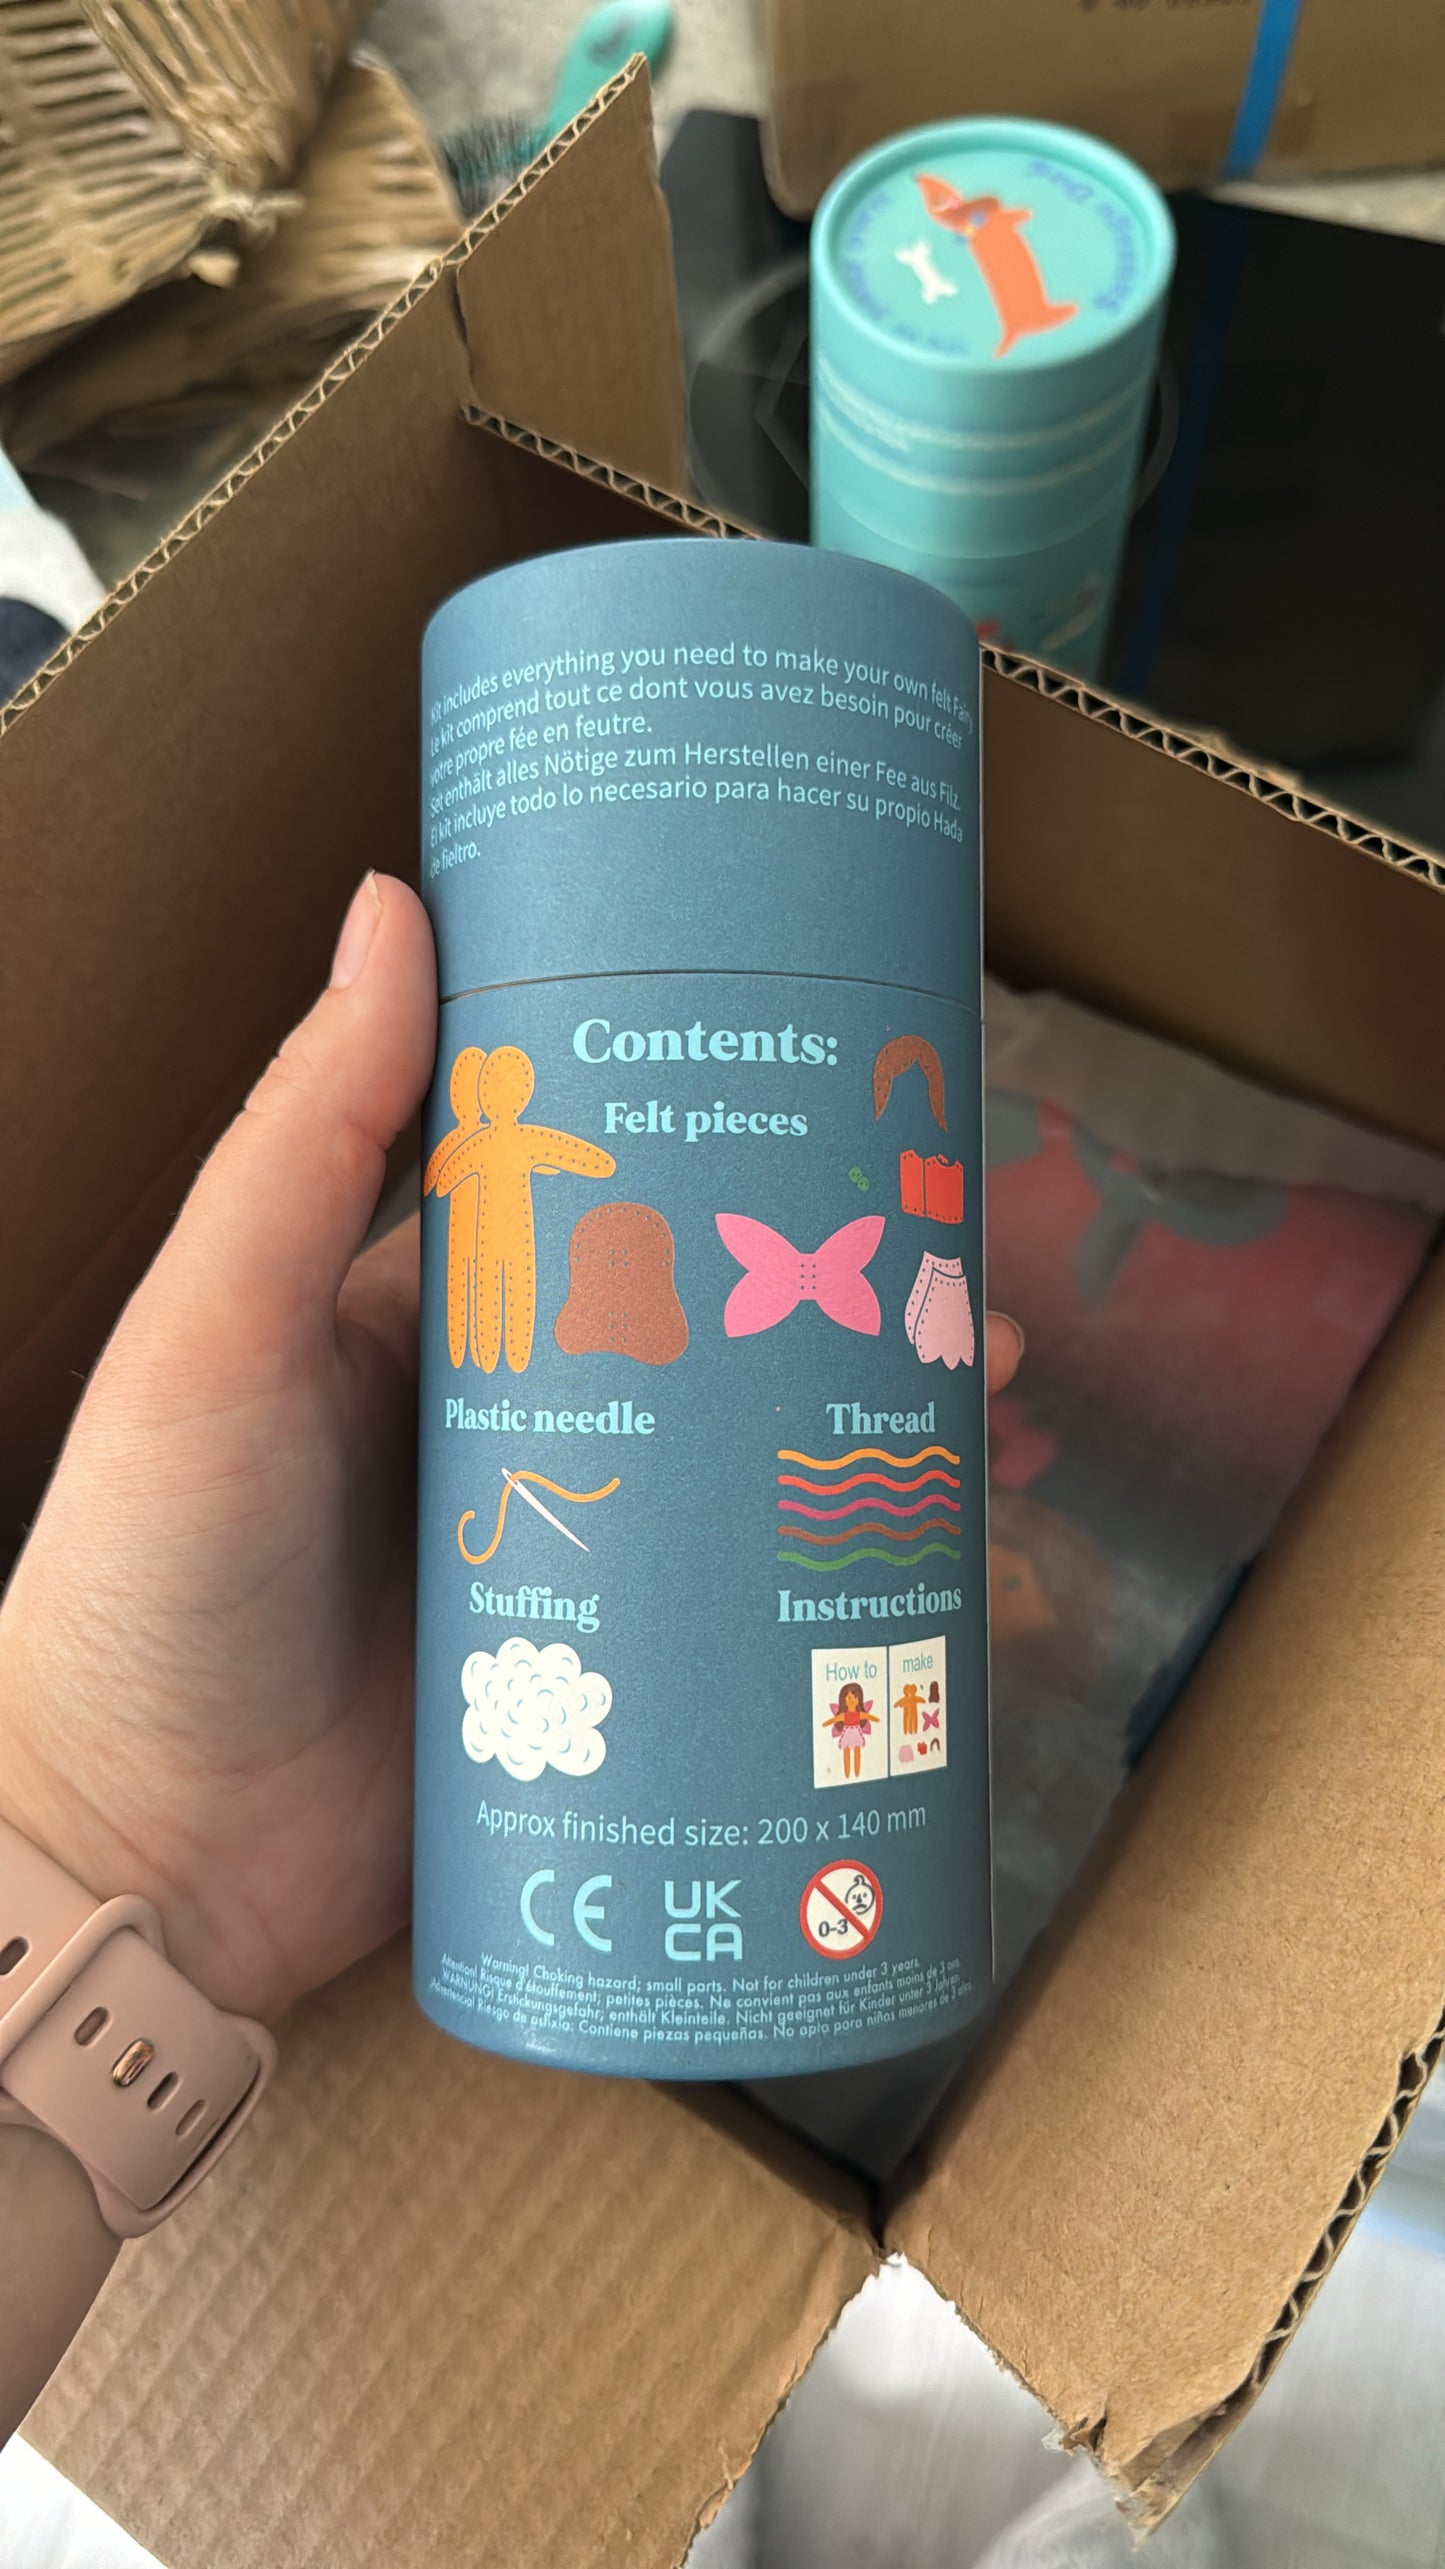 Kit includes everything you need to make your own felt Fairy
Le kit comprend tout ce dont vous avez besoin pour créer
votre propre fée en feutre.
Set enthält alles Nötige zum Herstellen einer Fee aus Filz.
El kit incluye todo lo necesario para hacer su propio Hada
de fieltro.
Contents:
Felt pieces
Plastic needle
Thread
Stuffing
Instructions
How to make
Approx finished size: 200 x 140 mm
CE
UK
CA
0-3
Warning! Choking hazard; small parts. Not for children under 3 years.
Attention! Risque d'étouffement; petites pièces. Ne convient pas aux enfants moins de 3 ans.
WARNUNG! Erstickungsgefahr; enthält Kleinteile. Nicht geeignet für Kinder unter 3 Jahren.
¡Advertencia! Riesgo de asfixia: Contiene piezas pequeñas. No apto para niños menores de 3 anos.
Sausage Dog